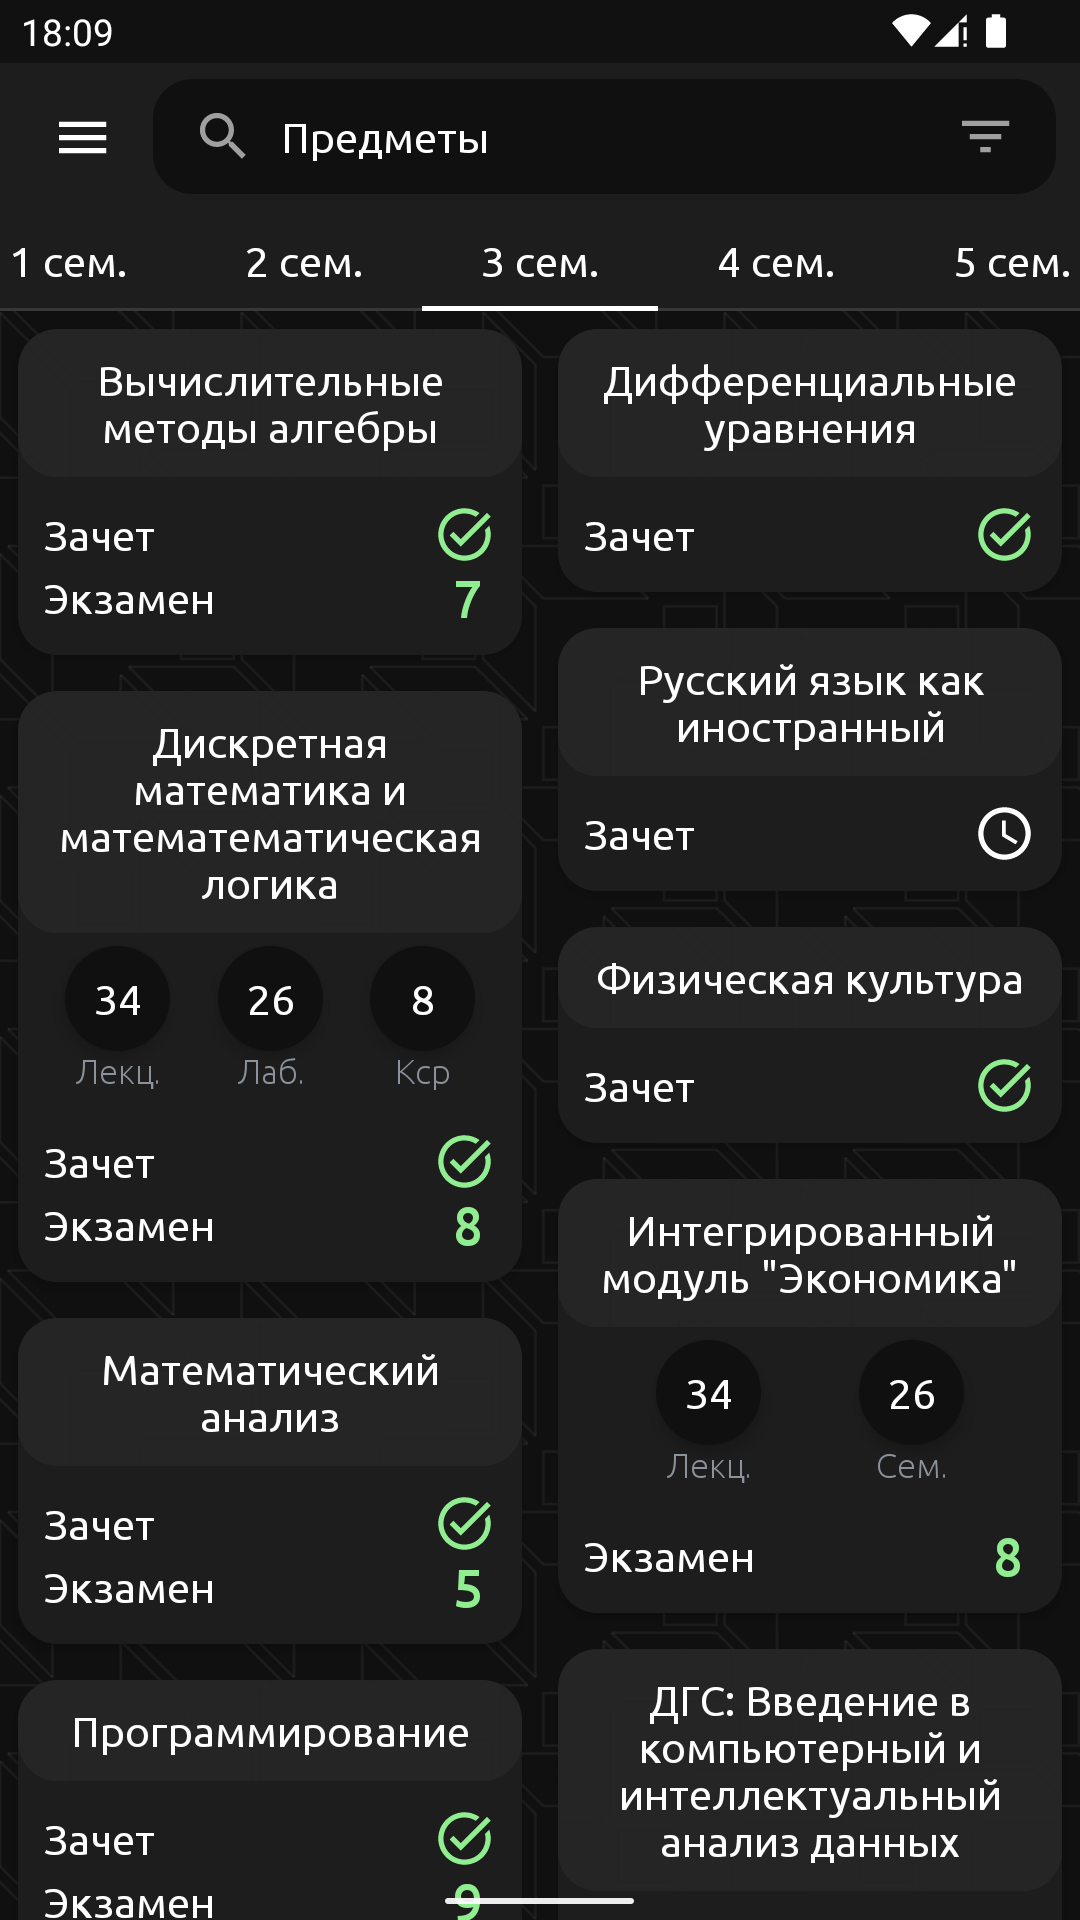 18:09
Предметы
1 сем.
2 сем.
3 сем.
4 сем.
5 сем.
Вычислительные
методы алгебры
Зачет
Экзамен 7
Дискретная
математика и
математематическая
логика
34 26 8
Лекц. Лаб. Кср
Зачет
Экзамен 8
Математический
анализ
Зачет
Экзамен 5
Программирование
Зачет
Экзамен 9
Дифференциальные
уравнения
Зачет
Русский язык как
иностранный
Зачет
Физическая культура
Зачет
Интегрированный
модуль "Экономика"
34 26
Лекц. Сем.
Экзамен 8
ДГС: Введение в
компьютерный и
интеллектуальный
анализ данных